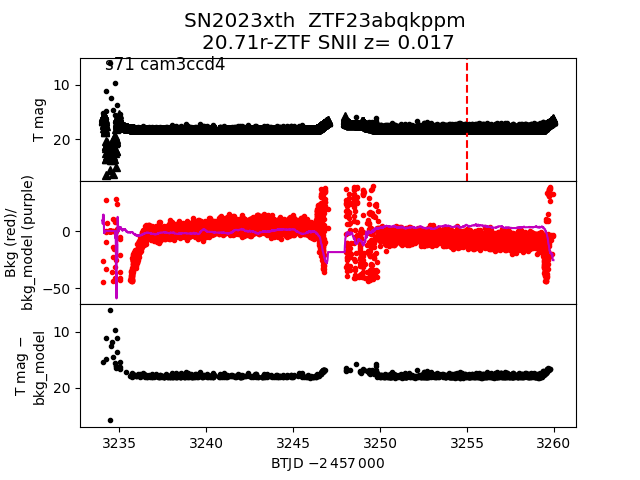 SN2023xth  ZTF23abqkppm
20.71r-ZTF SNII z= 0.017
s71 cam3ccd4
10
20
T mag
0
−50
Bkg (red)/
bkg_model (purple)
10
20
T mag −
bkg_model
3235 3240 3245 3250 3255 3260
BTJD −2 457 000